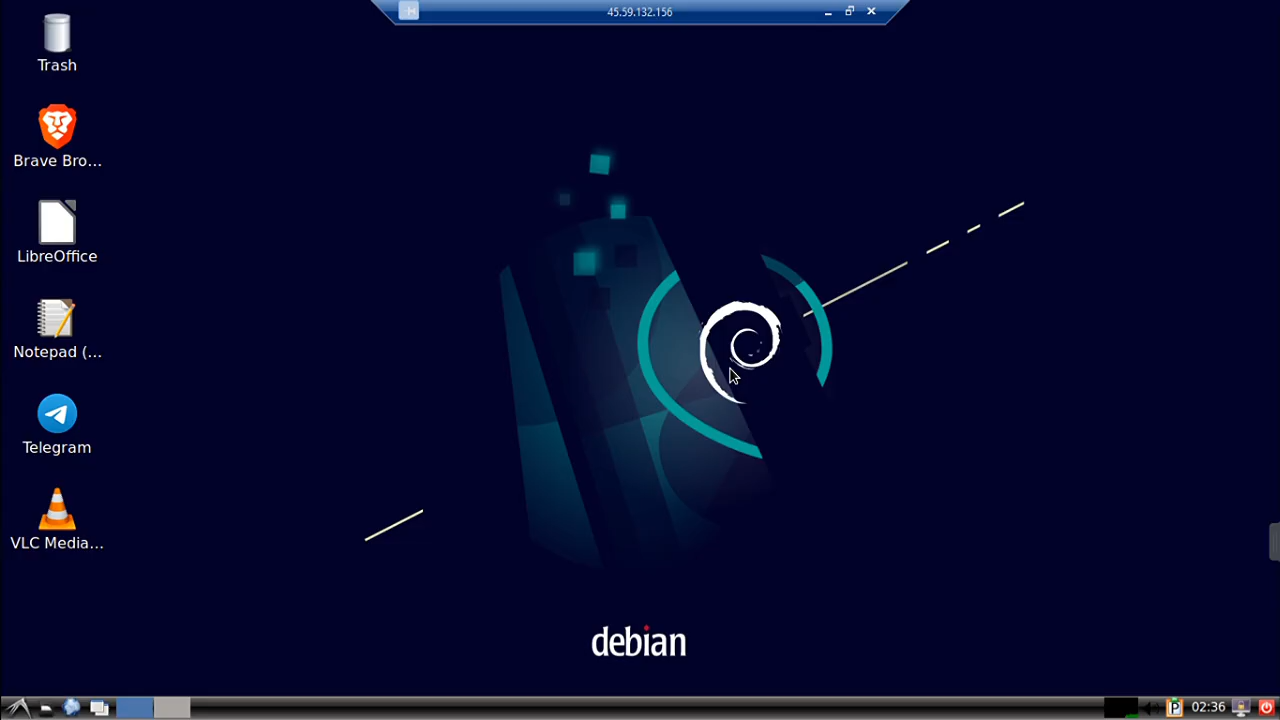 45.59.132.156
Trash
Brave Bro...
LibreOffice
Notepad (...
Telegram
VLC Media...
debian
02:36